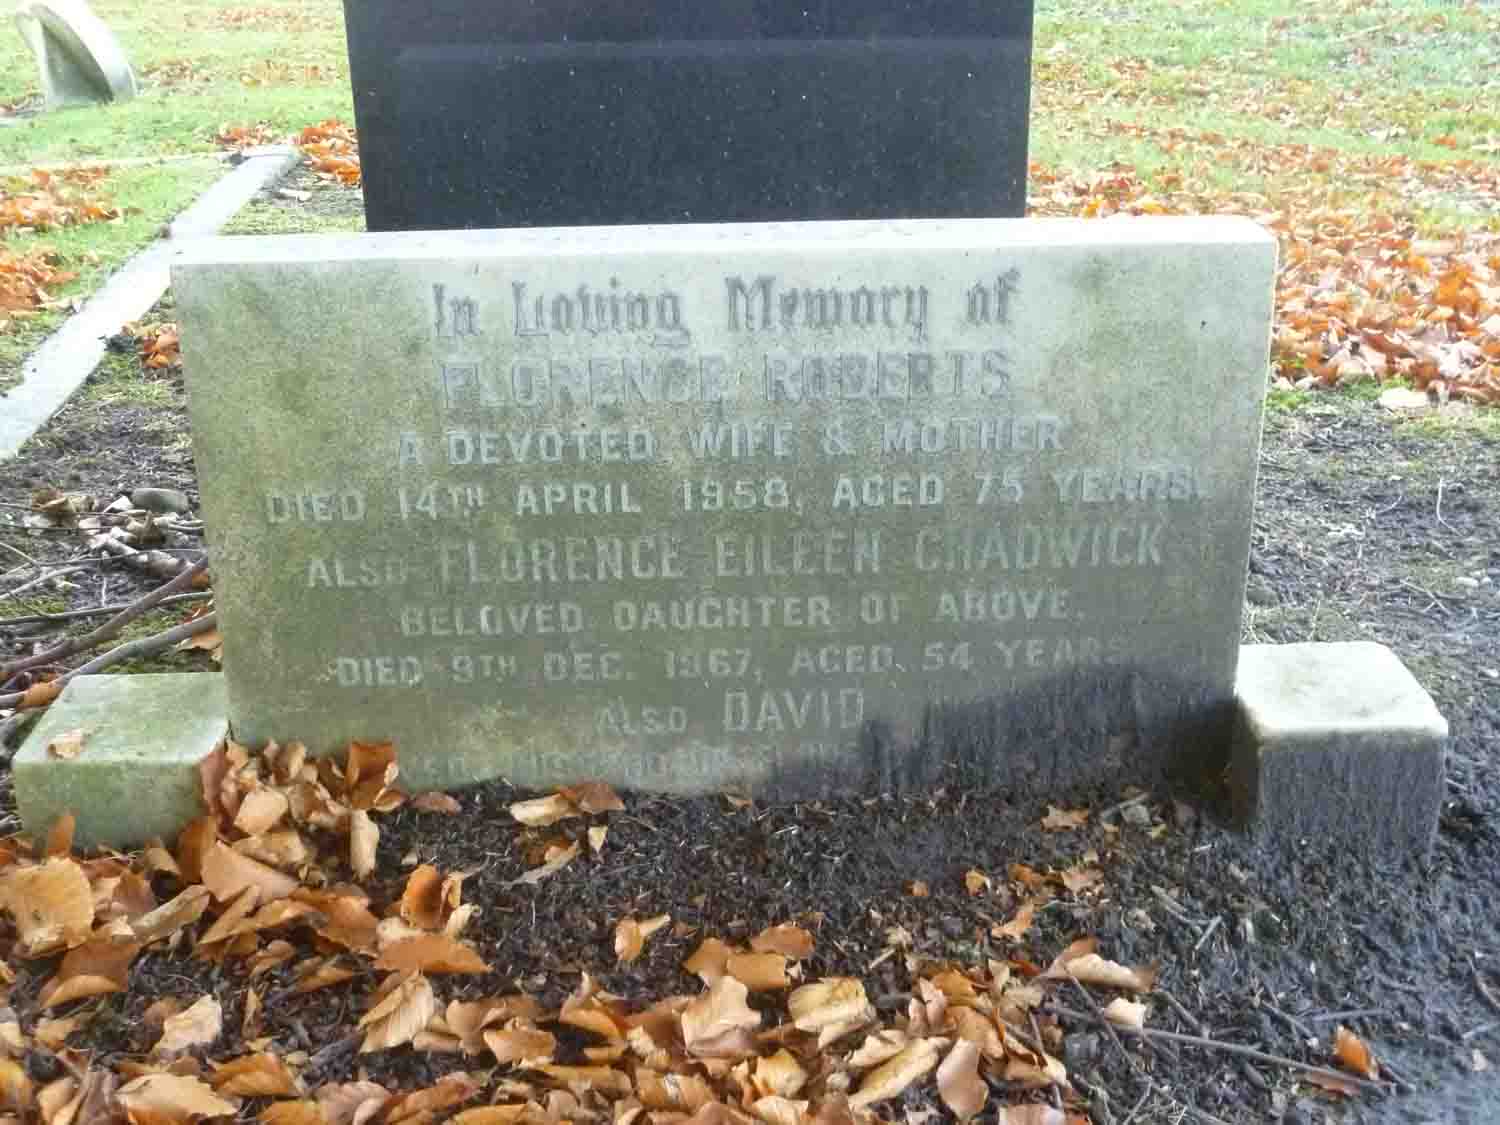 In Loving Memory of
FLORENCE ROBERTS
A DEVOTED WIFE & MOTHER
DIED 14TH APRIL 1958, AGED 75 YEARS.
ALSO FLORENCE EILEEN CHADWICK
BELOVED DAUGHTER OF ABOVE,
DIED 9TH DEC. 1967, AGED 54 YEARS
ALSO DAVID